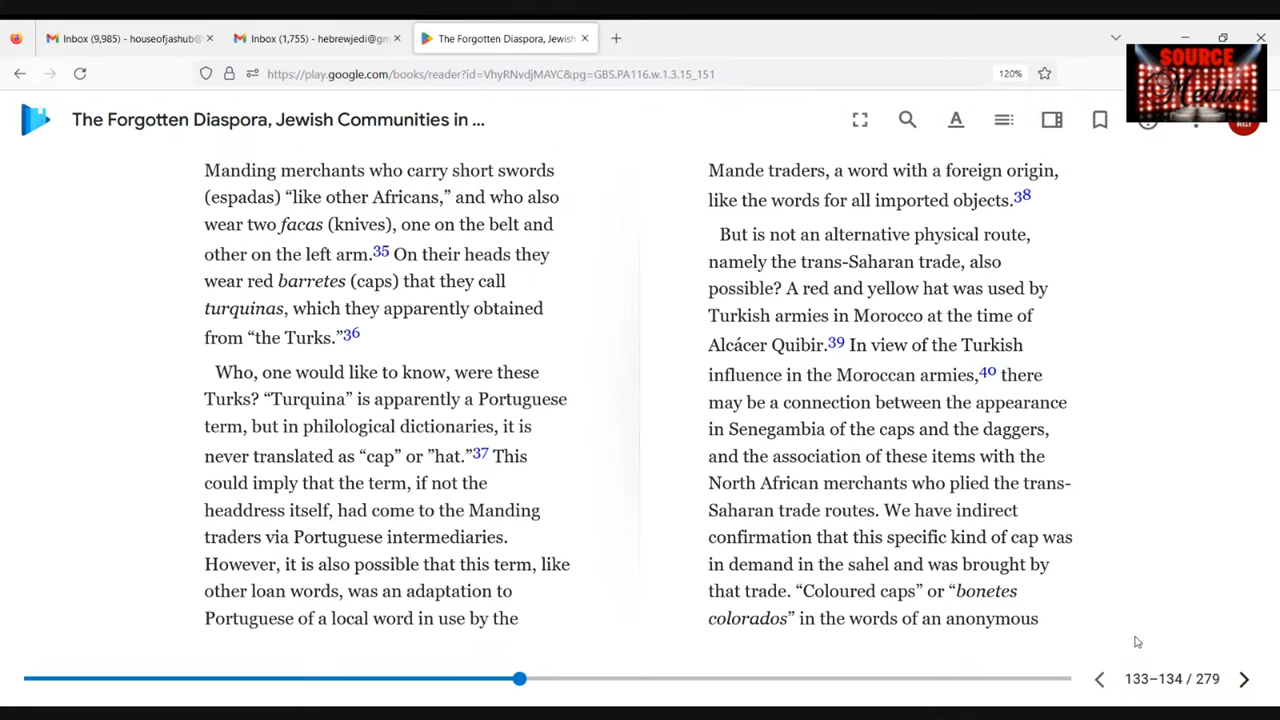 Inbox (9,985) - houseofjashub@
Inbox (1,755) - hebrewjedi@gm
The Forgotten Diaspora, Jewish
https://play.google.com/books/reader?id=VhyRNvdjMAYC&pg=GBS.PA116.w.1.3.15_151
120%
SOURCE
Media
The Forgotten Diaspora, Jewish Communities in ...
Manding merchants who carry short swords
(espadas) “like other Africans,” and who also
wear two facas (knives), one on the belt and
other on the left arm.35 On their heads they
wear red barretes (caps) that they call
turquinas, which they apparently obtained
from “the Turks.”36
Who, one would like to know, were these
Turks? “Turquina” is apparently a Portuguese
term, but in philological dictionaries, it is
never translated as “cap” or ”hat.”37 This
could imply that the term, if not the
headdress itself, had come to the Manding
traders via Portuguese intermediaries.
However, it is also possible that this term, like
other loan words, was an adaptation to
Portuguese of a local word in use by the
Mande traders, a word with a foreign origin,
like the words for all imported objects.38
But is not an alternative physical route,
namely the trans-Saharan trade, also
possible? A red and yellow hat was used by
Turkish armies in Morocco at the time of
Alcácer Quibir.39 In view of the Turkish
influence in the Moroccan armies,40 there
may be a connection between the appearance
in Senegambia of the caps and the daggers,
and the association of these items with the
North African merchants who plied the trans-
Saharan trade routes. We have indirect
confirmation that this specific kind of cap was
in demand in the sahel and was brought by
that trade. “Coloured caps” or “bonetes
colorados” in the words of an anonymous
133–134 / 279